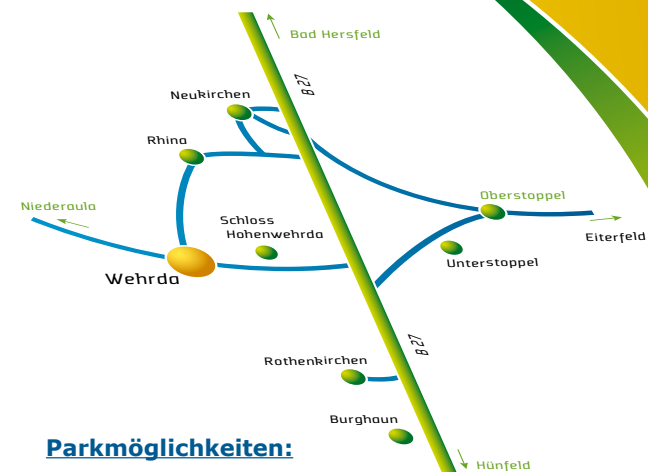 Bad Hersfeld
B 27
Neukirchen
Rhina
Niederaula
Oberstoppel
Schloss
Hohenwehrda
Eiterfeld
Unterstoppel
Wehrda
B 27
Rothenkirchen
Burghaun
Parkmöglichkeiten:
Hünfeld